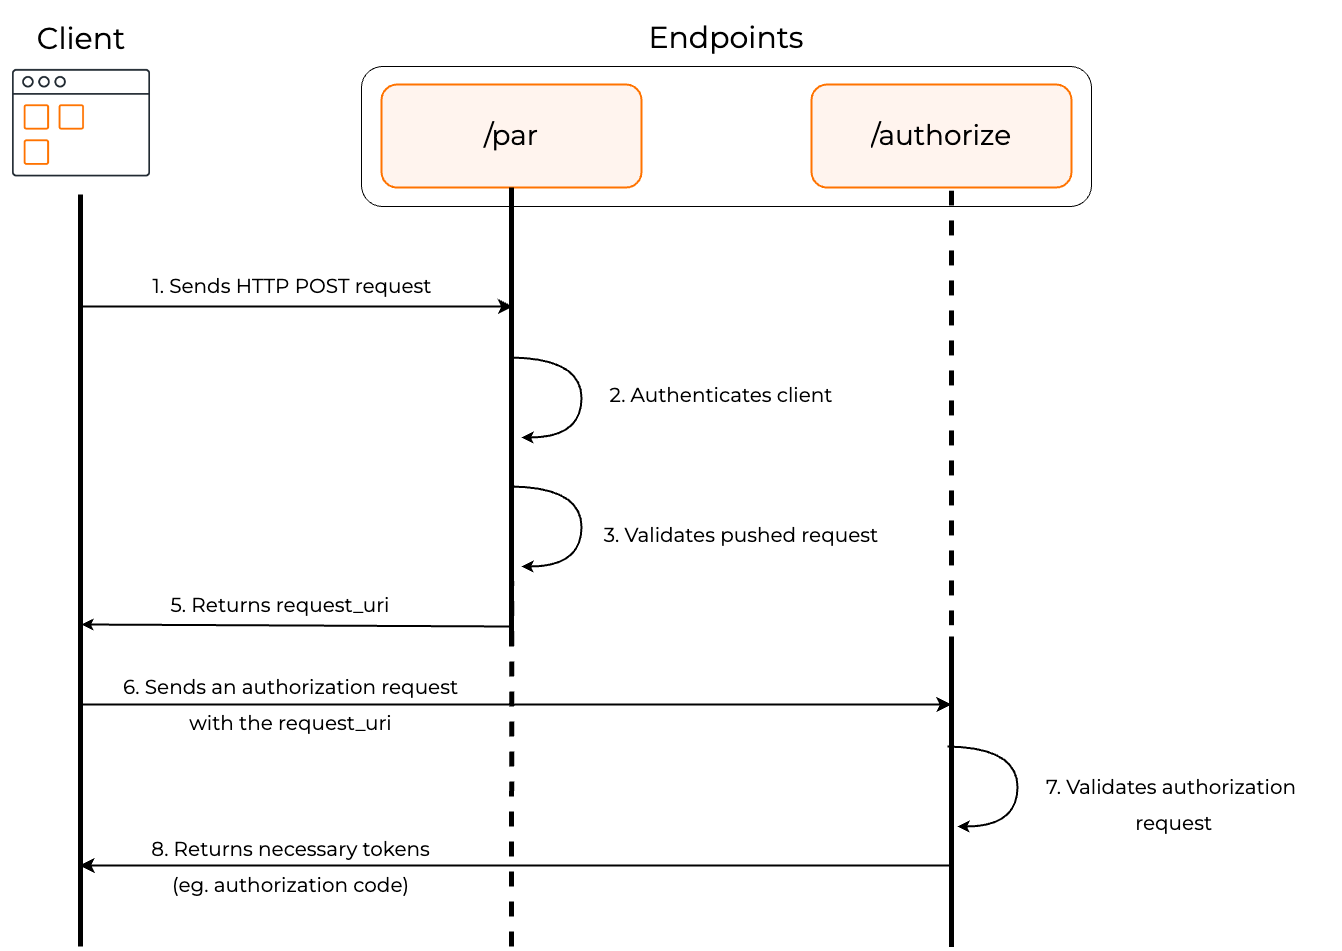 Client
Endpoints
/par
/authorize
1. Sends HTTP POST request
2. Authenticates client
3. Validates pushed request
5. Returns request_uri
6. Sends an authorization request
with the request_uri
7. Validates authorization
request
8. Returns necessary tokens
(eg. authorization code)